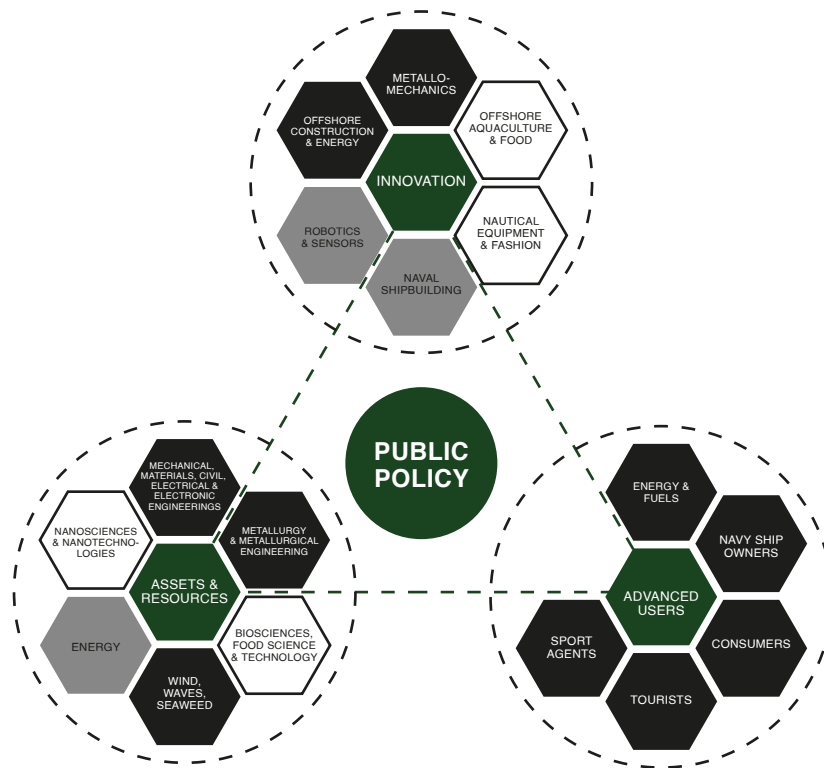 METALLO-
MECHANICS
OFFSHORE
CONSTRUCTION
& ENERGY
OFFSHORE
AQUACULTURE
& FOOD
INNOVATION
ROBOTICS
& SENSORS
NAUTICAL
EQUIPMENT
& FASHION
NAVAL
SHIPBUILDING
PUBLIC
POLICY
MECHANICAL,
MATERIALS, CIVIL,
ELECTRICAL &
ELECTRONIC
ENGINEERINGS
NANOSCIENCES
& NANOTECHNO-
LOGIES
METALLURGY
& METALLURGICAL
ENGINEERING
ASSETS &
RESOURCES
ENERGY
BIOSCIENCES,
FOOD SCIENCE
& TECHNOLOGY
WIND,
WAVES,
SEAWEED
ENERGY
& FUELS
NAVY SHIP
OWNERS
ADVANCED
USERS
SPORT
AGENTS
CONSUMERS
TOURISTS